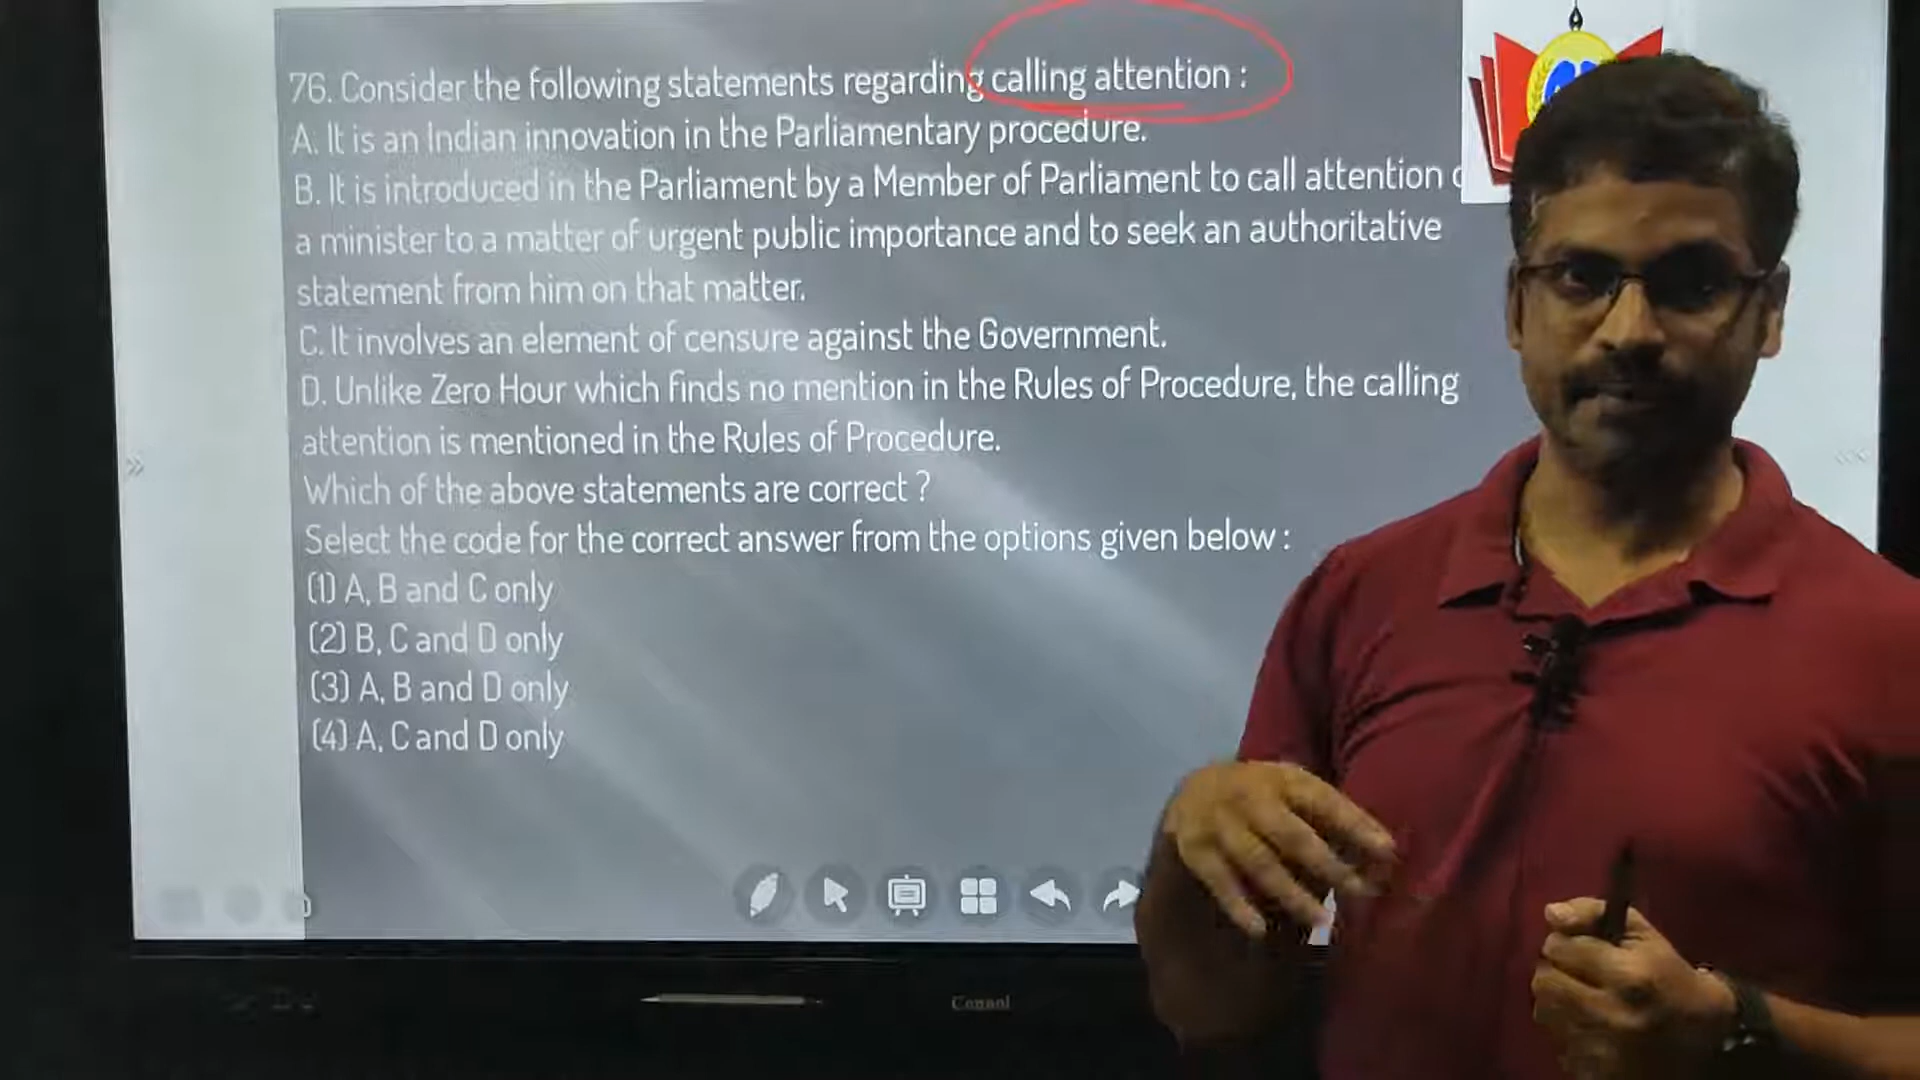 76. Consider the following statements regarding calling attention :
A. It is an Indian innovation in the Parliamentary procedure.
B. It is introduced in the Parliament by a Member of Parliament to call attention
a minister to a matter of urgent public importance and to seek an authoritative
statement from him on that matter.
C. It involves an element of censure against the Government.
D. Unlike Zero Hour which finds no mention in the Rules of Procedure, the calling
attention is mentioned in the Rules of Procedure.
Which of the above statements are correct ?
Select the code for the correct answer from the options given below :
(1) A, B and C only
(2) B, C and D only
(3) A, B and D only
(4) A, C and D only